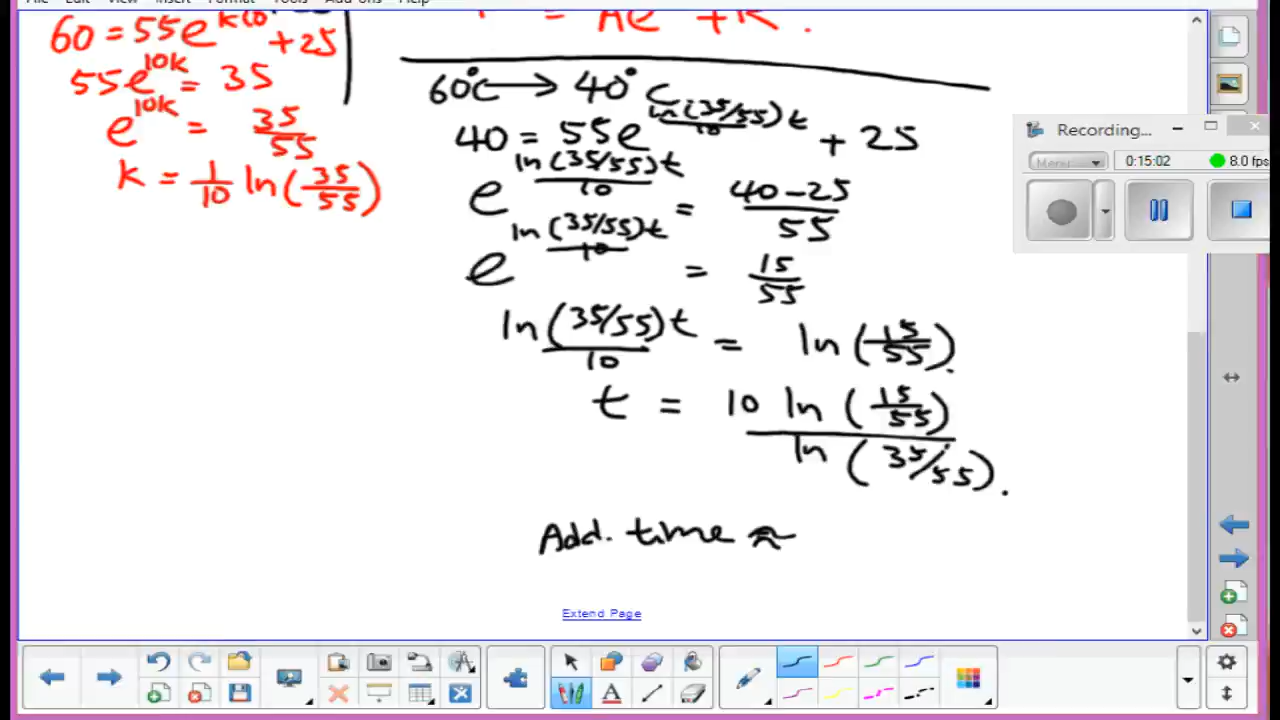 60 = 55e^{k(10)} + 25
55e^{10k} = 35
e^{10k} = 35/55
k = 1/10 ln(35/55)
= Ae + k.
60°C → 40°C
40 = 55e^{ln(35/55)t/10} + 25
e^{ln(35/55)t/10} = 40-25/55
e^{ln(35/55)t/10} = 15/55
ln(35/55)t/10 = ln(15/55).
t = 10 ln(15/55)/ln(35/55).
Add. time ≈
Extend Page
Recording...
Menu
0:15:02
8.0 fps